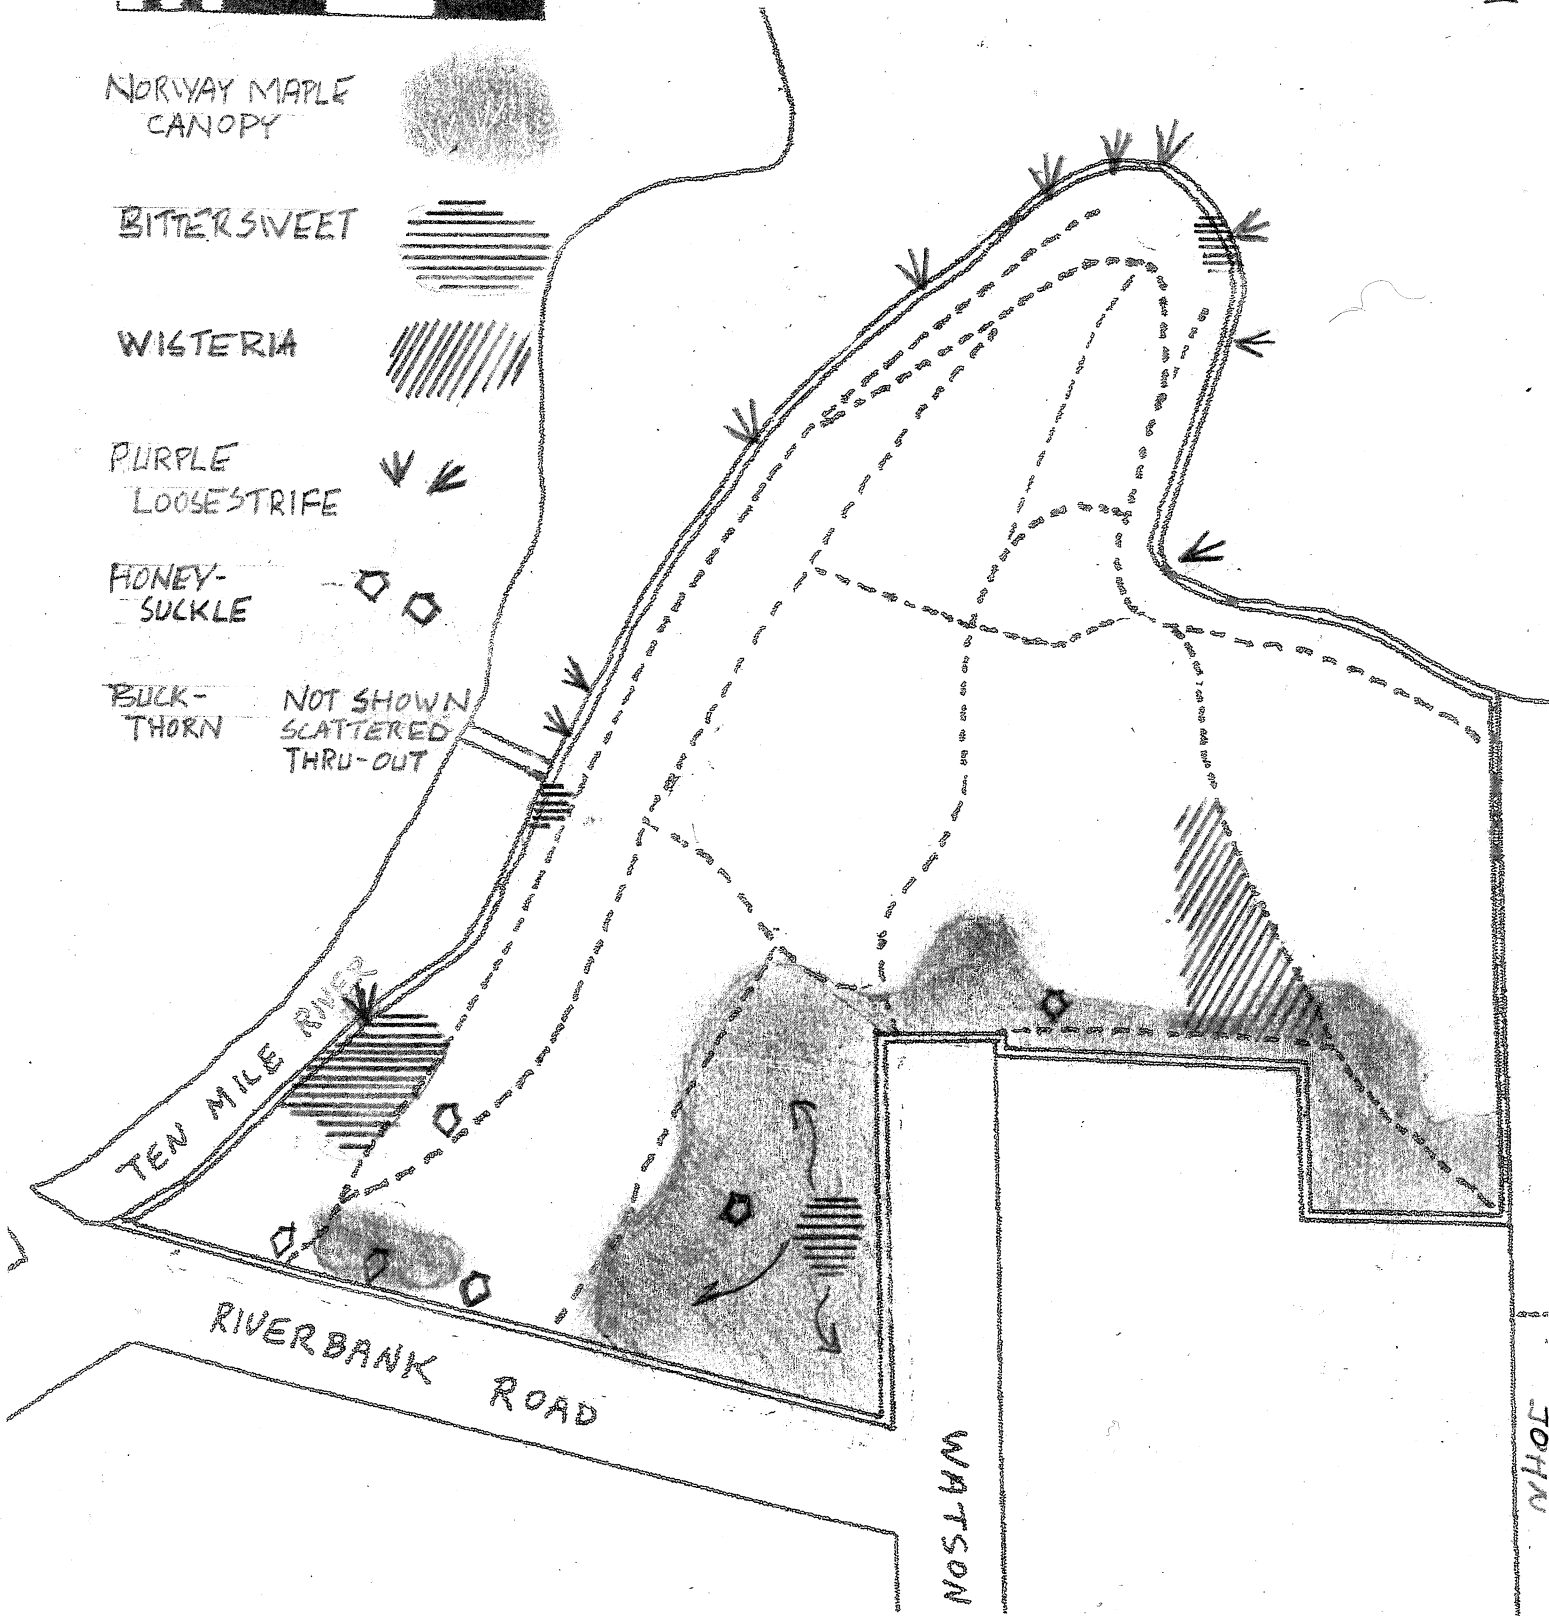 NORWAY MAPLE
CANOPY
BITTERSWEET
WISTERIA
PURPLE
LOOSESTRIFE
HONEY-
SUCKLE
BUCK-
THORN
NOT SHOWN
SCATTERED
THRU-OUT
TEN MILE RIVER
RIVERBANK ROAD
WATSON
JOHN